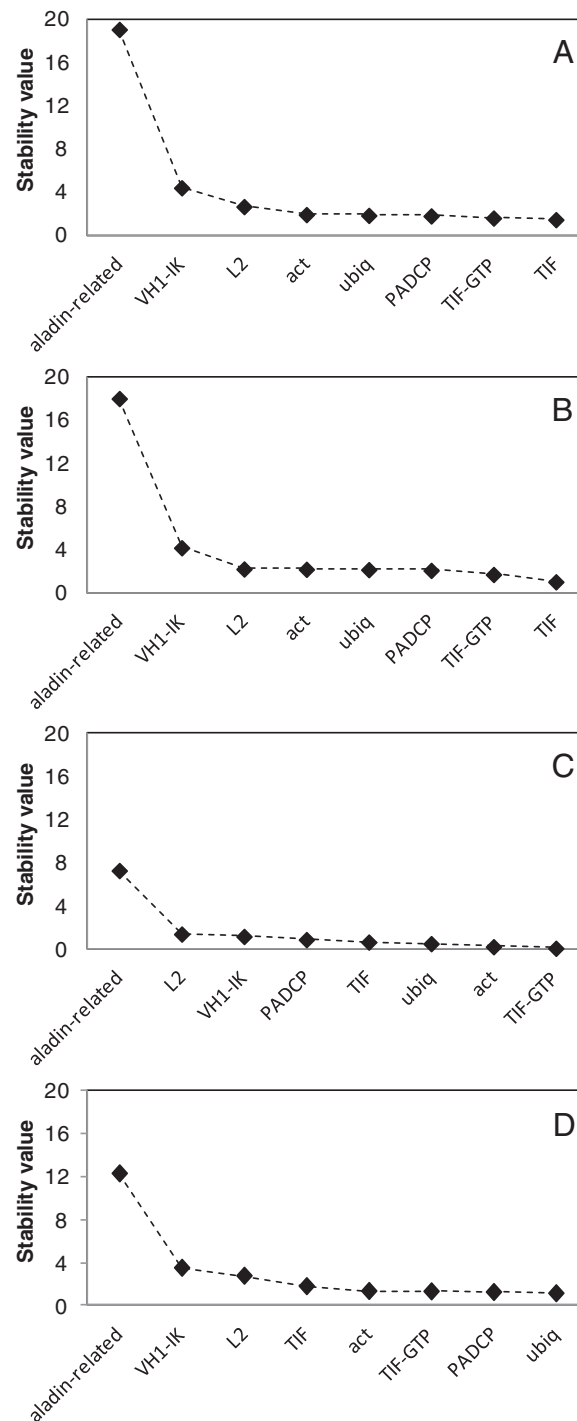 A
Stability value
20
16
12
8
4
0
aladin-related
VH1-IK
L2
act
ubiq
PADCP
TIF-GTP
TIF
B
Stability value
20
16
12
8
4
0
aladin-related
VH1-IK
L2
act
ubiq
PADCP
TIF-GTP
TIF
C
Stability value
20
16
12
8
4
0
aladin-related
L2
VH1-IK
PADCP
TIF
ubiq
act
TIF-GTP
D
Stability value
20
16
12
8
4
0
aladin-related
VH1-IK
L2
TIF
act
TIF-GTP
PADCP
ubiq